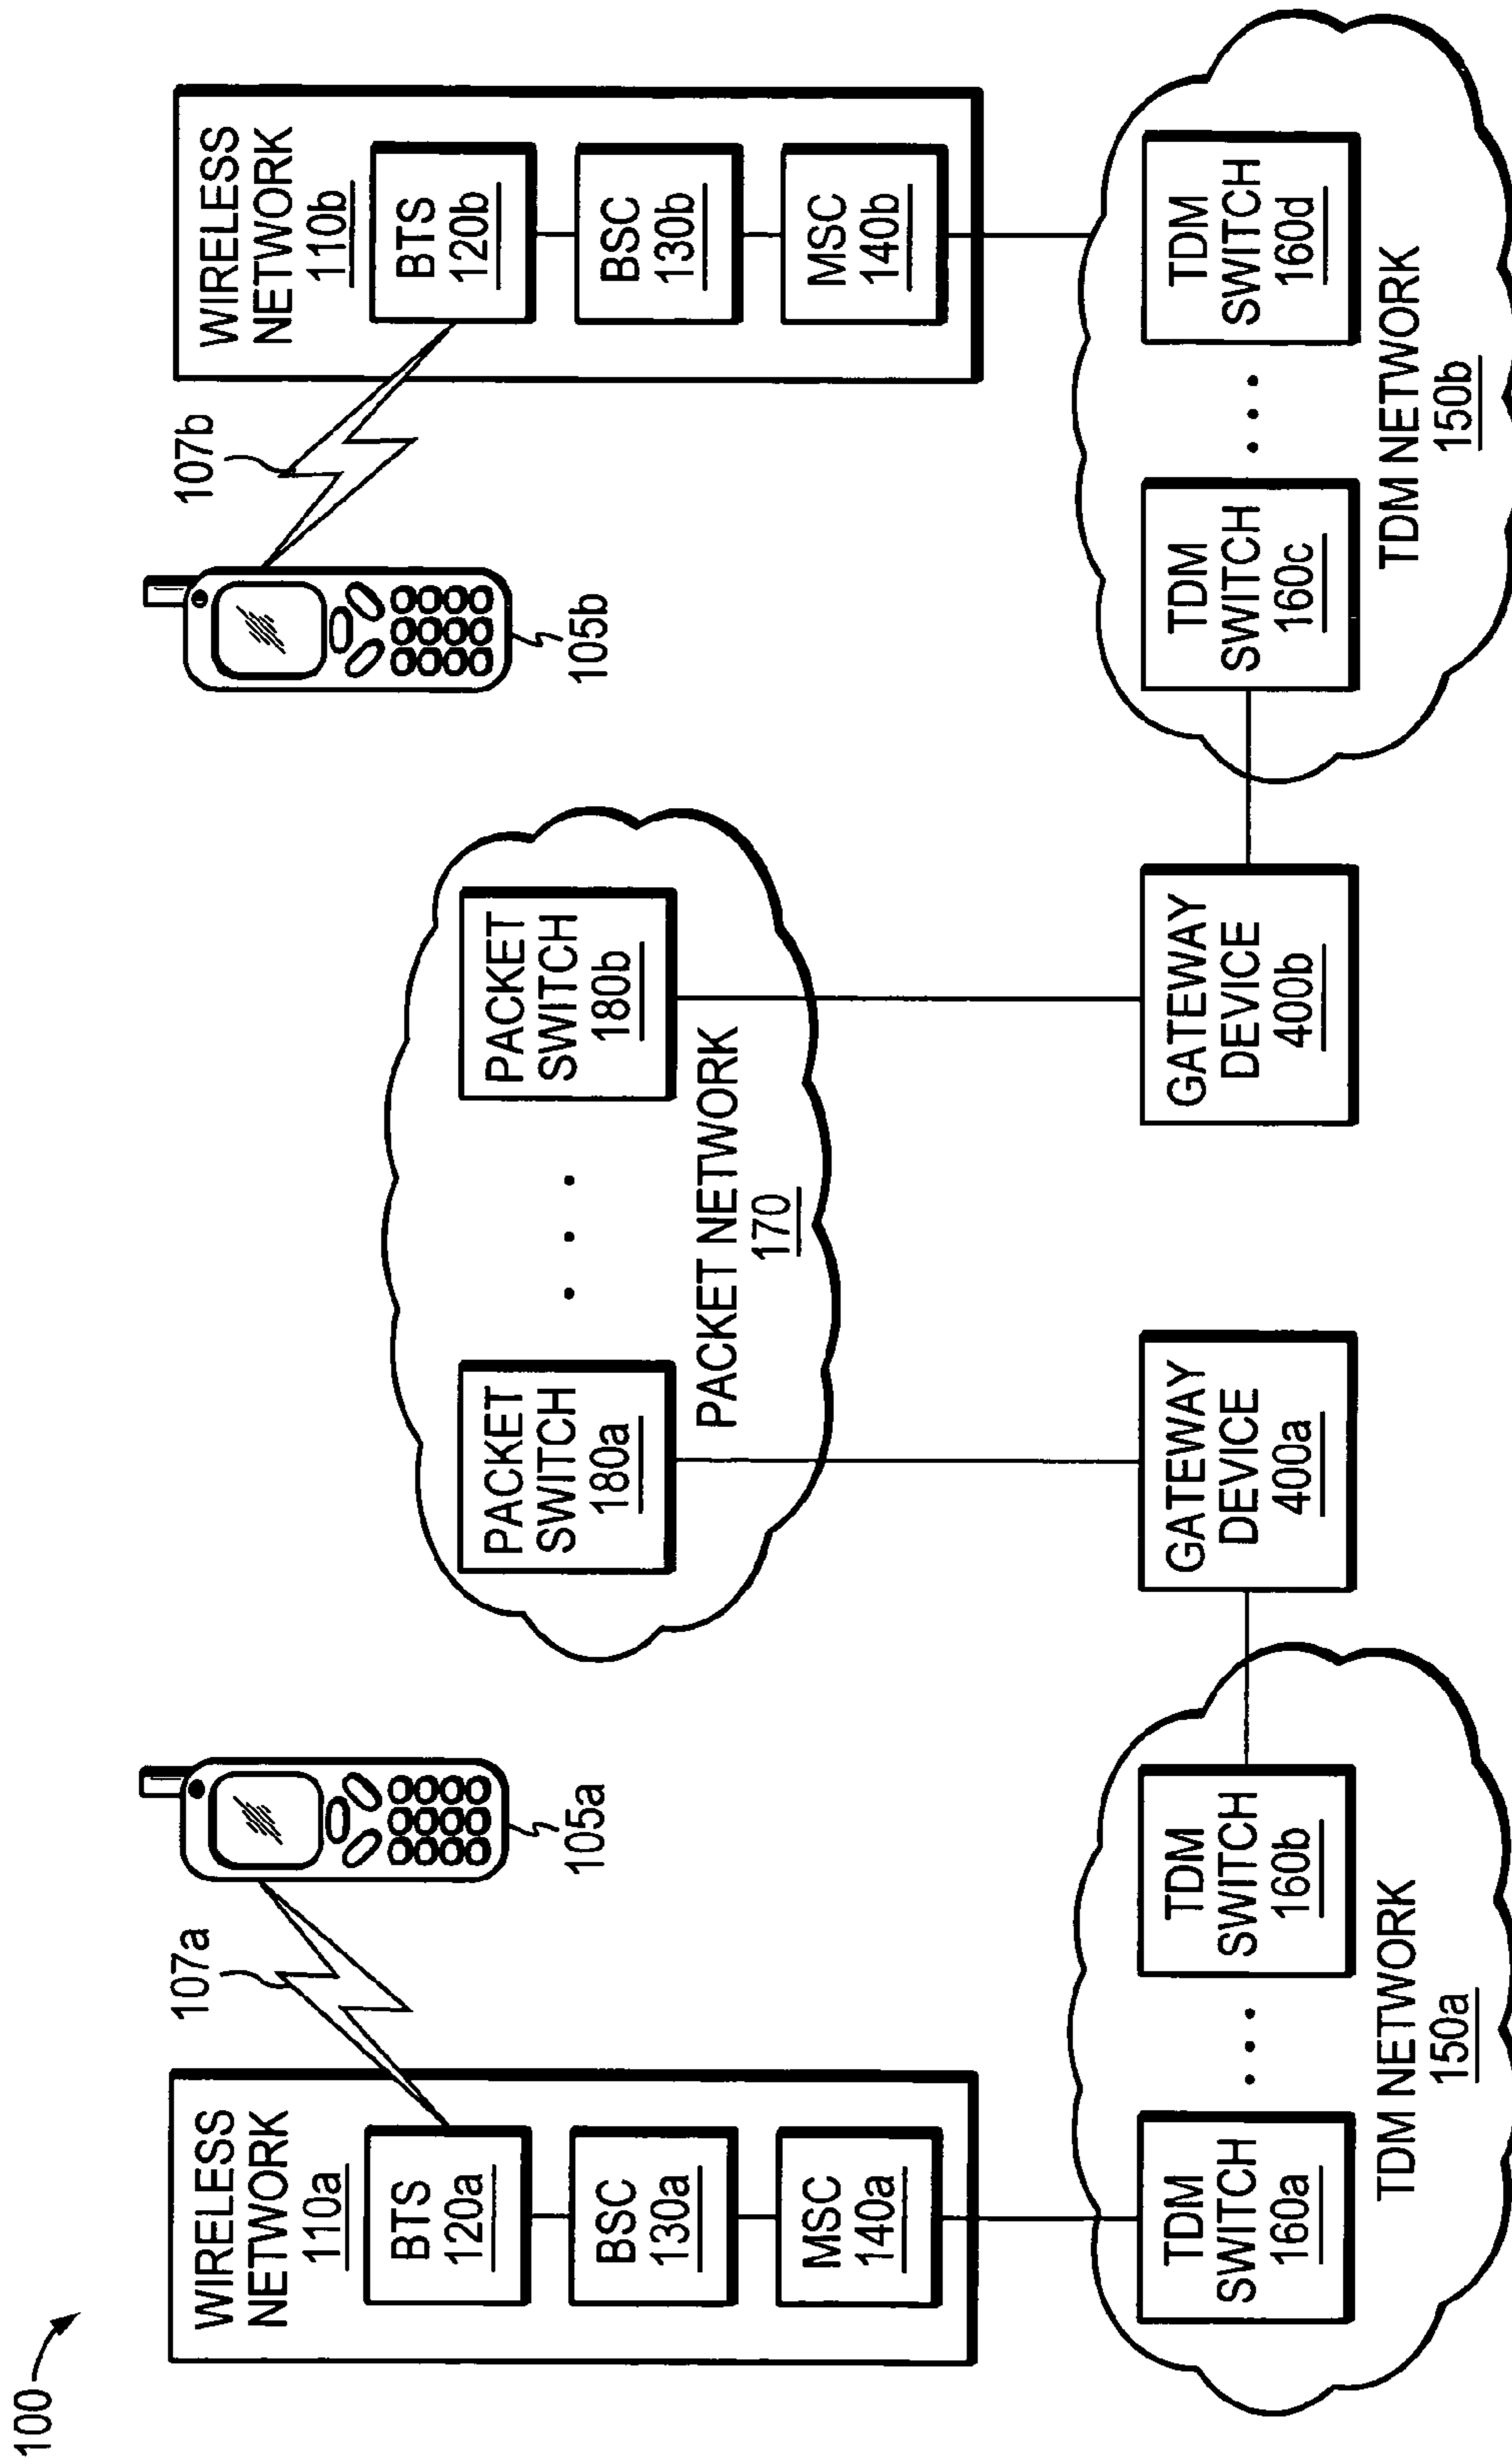 100
WIRELESS
NETWORK
110a
BTS
120a
BSC
130a
MSC
140a
107a
105a
107b
105b
WIRELESS
NETWORK
110b
BTS
120b
BSC
130b
MSC
140b
PACKET
SWITCH
180a
PACKET
SWITCH
180b
PACKET NETWORK
170
TDM
SWITCH
160a
TDM
SWITCH
160b
TDM NETWORK
150a
GATEWAY
DEVICE
400a
GATEWAY
DEVICE
400b
TDM
SWITCH
160c
TDM
SWITCH
160d
TDM NETWORK
150b